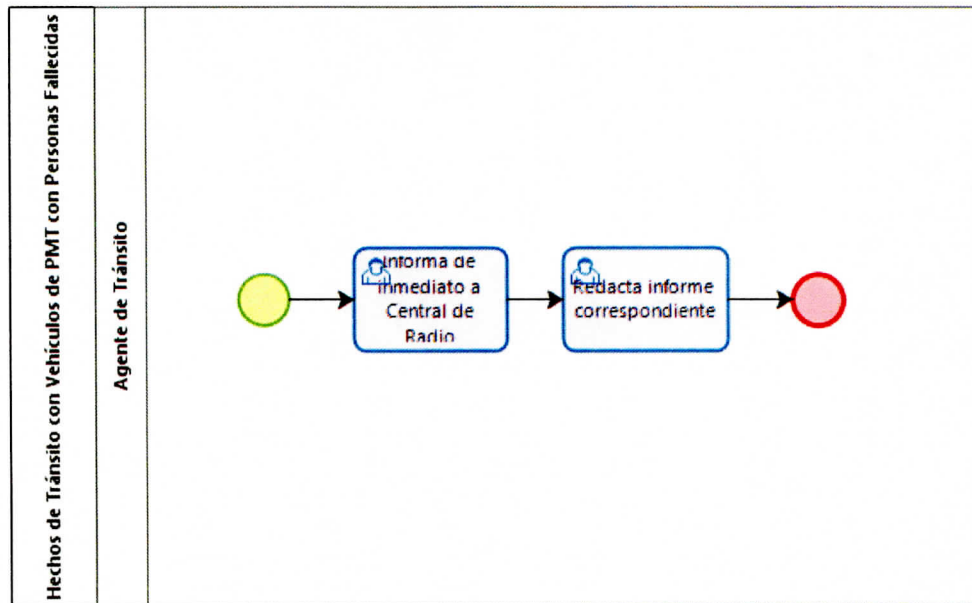 Hechos de Tránsito con Vehículos de PMT con Personas Fallecidas
Agente de Tránsito
Informa de
inmediato a
Central de
Radio
Redacta informe
correspondiente